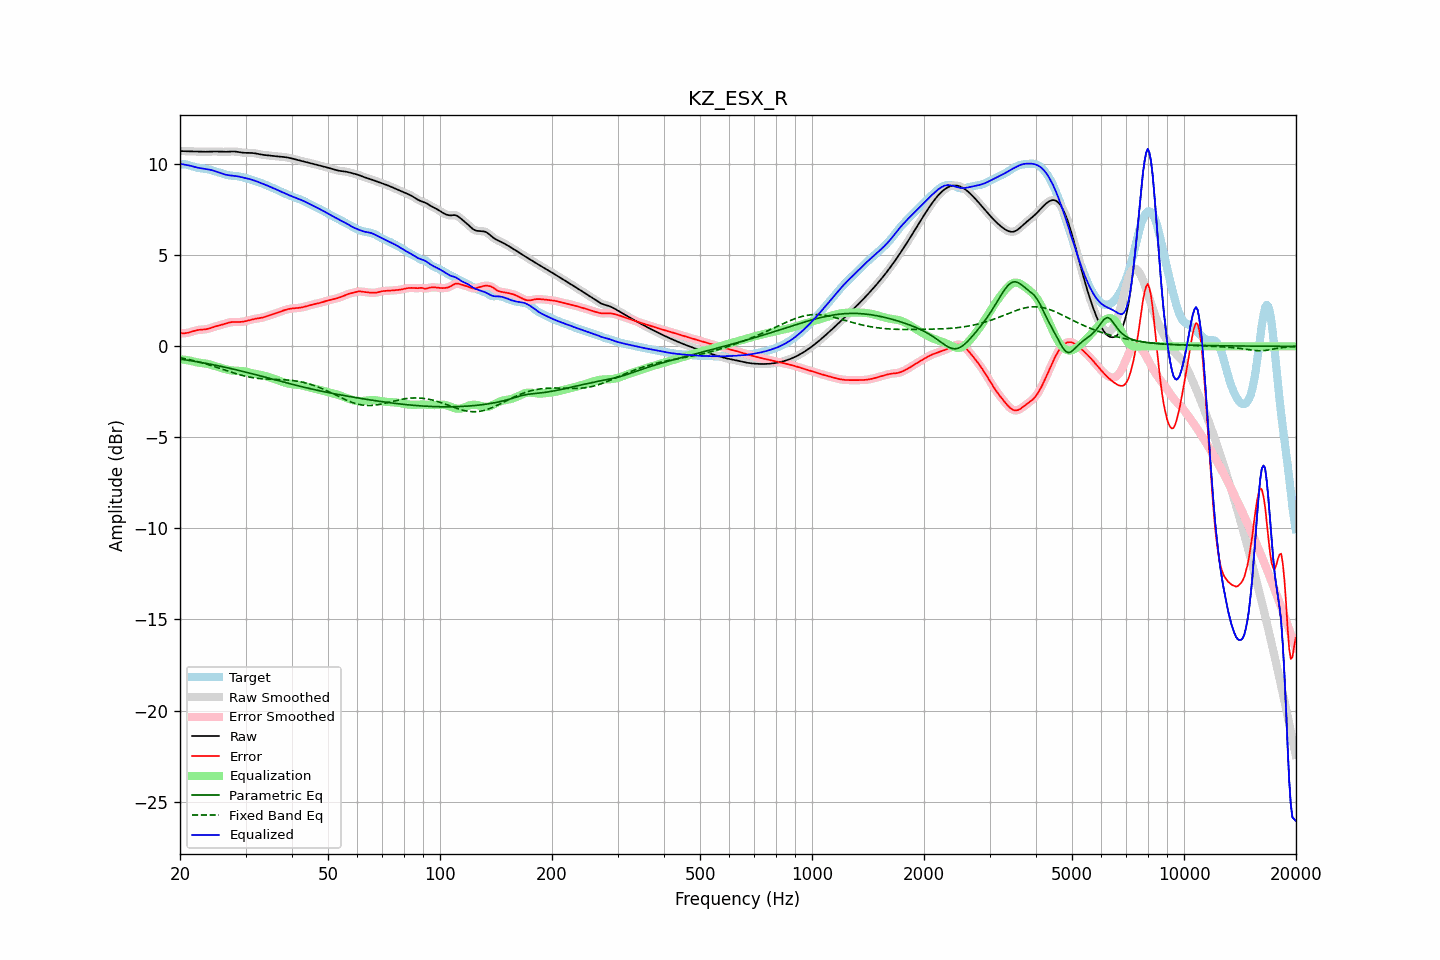 KZ_ESX_R
10
5
0
−5
−10
−15
−20
−25
Amplitude (dBr)
Target
Raw Smoothed
Error Smoothed
Raw
Error
Equalization
Parametric Eq
Fixed Band Eq
Equalized
20 50 100 200 500 1000 2000 5000 10000 20000
Frequency (Hz)